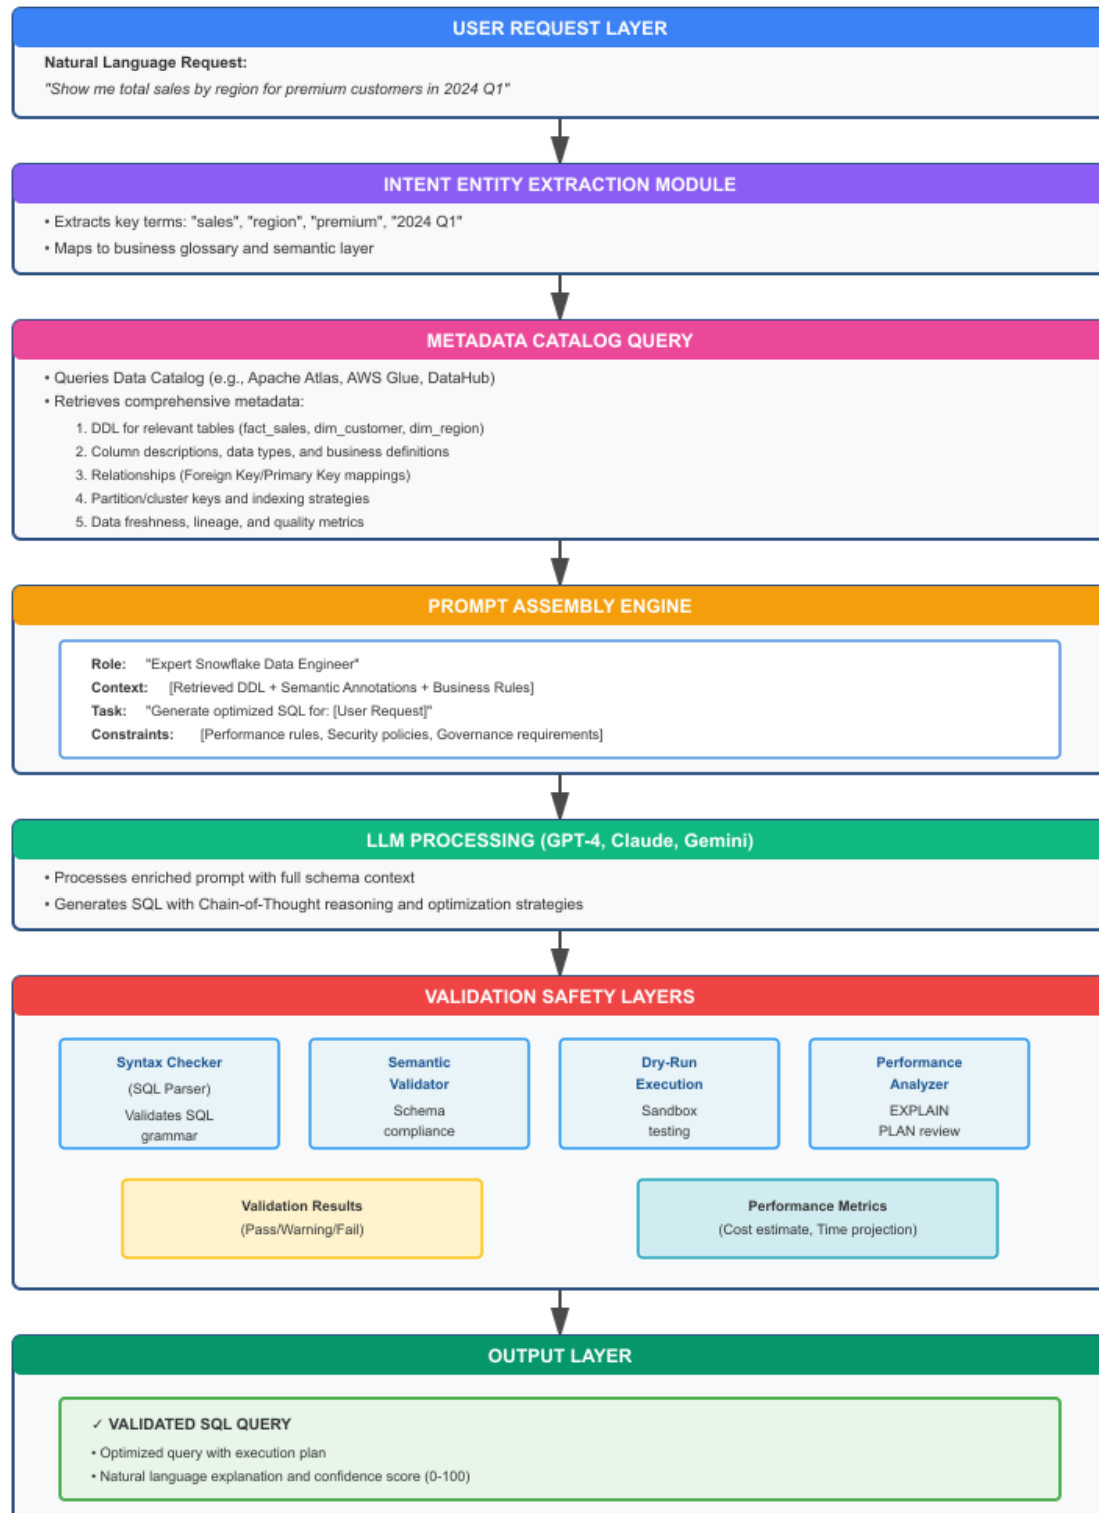 USER REQUEST LAYER
Natural Language Request:
"Show me total sales by region for premium customers in 2024 Q1"
INTENT ENTITY EXTRACTION MODULE
• Extracts key terms: "sales", "region", "premium", "2024 Q1"
• Maps to business glossary and semantic layer
METADATA CATALOG QUERY
• Queries Data Catalog (e.g., Apache Atlas, AWS Glue, DataHub)
• Retrieves comprehensive metadata:
1. DDL for relevant tables (fact_sales, dim_customer, dim_region)
2. Column descriptions, data types, and business definitions
3. Relationships (Foreign Key/Primary Key mappings)
4. Partition/cluster keys and indexing strategies
5. Data freshness, lineage, and quality metrics
PROMPT ASSEMBLY ENGINE
Role: "Expert Snowflake Data Engineer"
Context: [Retrieved DDL + Semantic Annotations + Business Rules]
Task: "Generate optimized SQL for: [User Request]"
Constraints: [Performance rules, Security policies, Governance requirements]
LLM PROCESSING (GPT-4, Claude, Gemini)
• Processes enriched prompt with full schema context
• Generates SQL with Chain-of-Thought reasoning and optimization strategies
VALIDATION SAFETY LAYERS
Syntax Checker
(SQL Parser)
Validates SQL
grammar
Semantic
Validator
Schema
compliance
Dry-Run
Execution
Sandbox
testing
Performance
Analyzer
EXPLAIN
PLAN review
Validation Results
(Pass/Warning/Fail)
Performance Metrics
(Cost estimate, Time projection)
OUTPUT LAYER
✓ VALIDATED SQL QUERY
• Optimized query with execution plan
• Natural language explanation and confidence score (0-100)